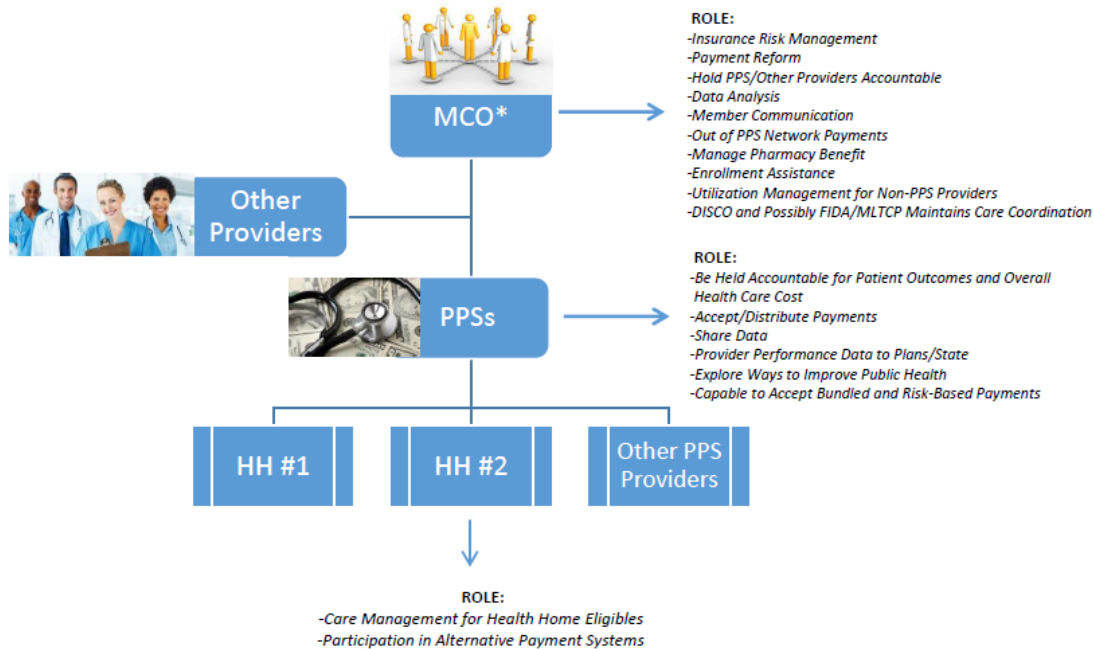 ROLE:
-Insurance Risk Management
-Payment Reform
-Hold PPS/Other Providers Accountable
-Data Analysis
-Member Communication
-Out of PPS Network Payments
-Manage Pharmacy Benefit
-Enrollment Assistance
-Utilization Management for Non-PPS Providers
-DISCO and Possibly FIDA/MLTCP Maintains Care Coordination
MCO*
Other
Providers
ROLE:
-Be Held Accountable for Patient Outcomes and Overall
Health Care Cost
-Accept/Distribute Payments
-Share Data
-Provider Performance Data to Plans/State
-Explore Ways to Improve Public Health
-Capable to Accept Bundled and Risk-Based Payments
PPSs
HH #1
HH #2
Other PPS
Providers
ROLE:
-Care Management for Health Home Eligibles
-Participation in Alternative Payment Systems